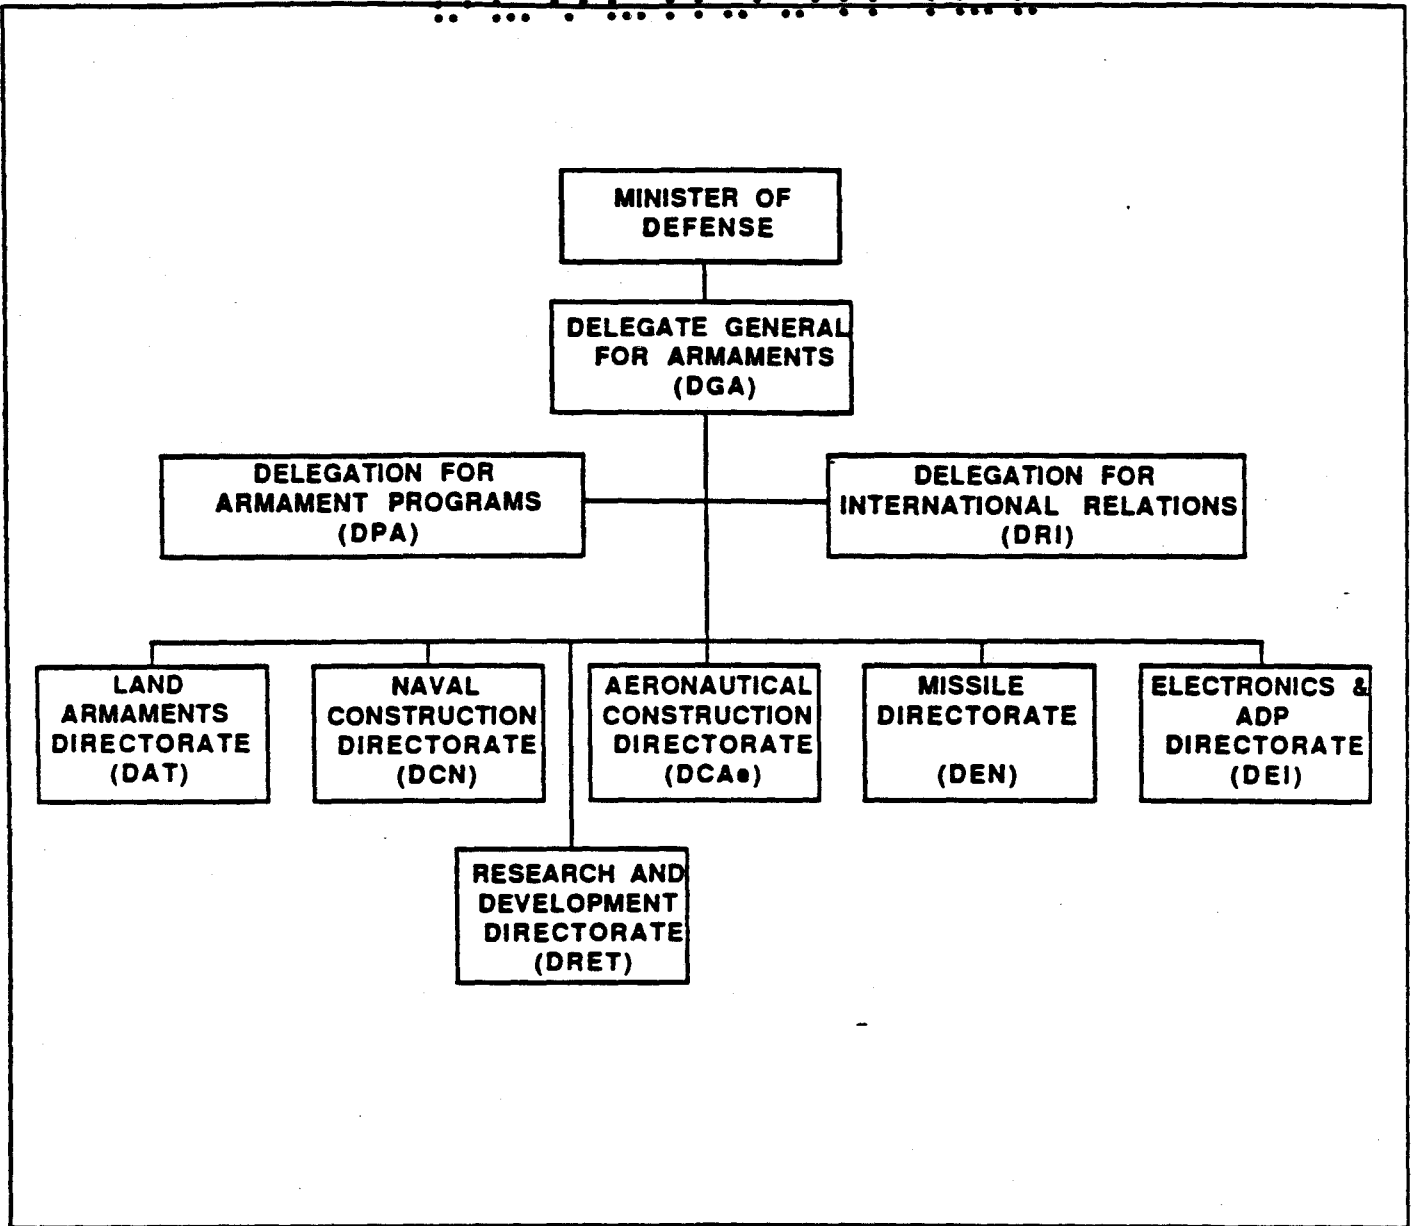 MINISTER OF
DEFENSE
DELEGATE GENERAL
FOR ARMAMENTS
(DGA)
DELEGATION FOR
ARMAMENT PROGRAMS
(DPA)
DELEGATION FOR
INTERNATIONAL RELATIONS
(DRI)
LAND
ARMAMENTS
DIRECTORATE
(DAT)
NAVAL
CONSTRUCTION
DIRECTORATE
(DCN)
AERONAUTICAL
CONSTRUCTION
DIRECTORATE
(DCAe)
MISSILE
DIRECTORATE
(DEN)
ELECTRONICS &
ADP
DIRECTORATE
(DEI)
RESEARCH AND
DEVELOPMENT
DIRECTORATE
(DRET)